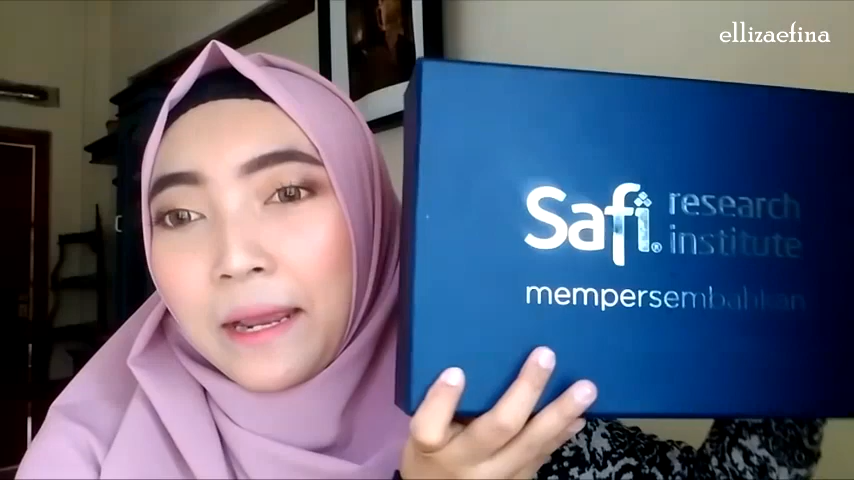 ellizaefina
Safi® research
institute
mempersembahkan